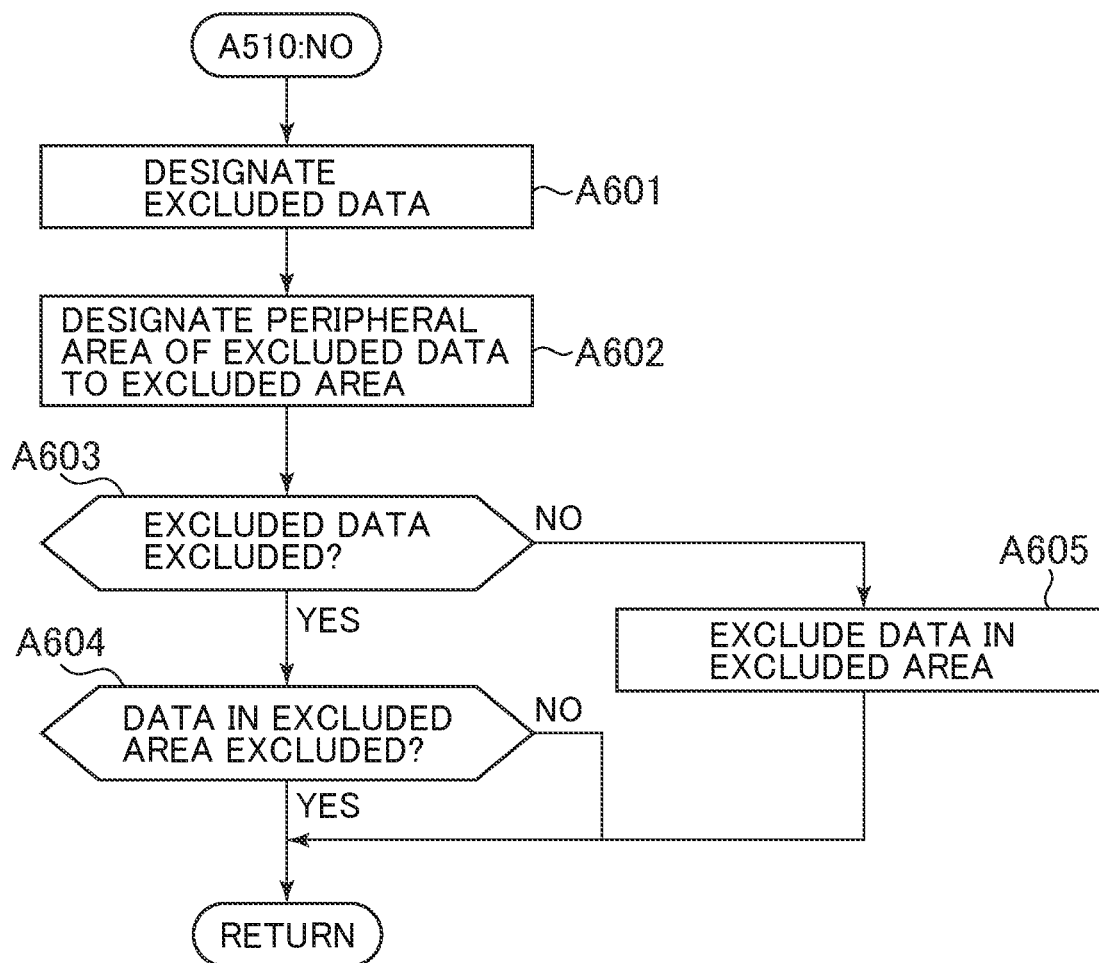 A510:NO
DESIGNATE
EXCLUDED DATA
A601
DESIGNATE PERIPHERAL
AREA OF EXCLUDED DATA
TO EXCLUDED AREA
A602
A603
EXCLUDED DATA
EXCLUDED?
NO
YES
A605
EXCLUDE DATA IN
EXCLUDED AREA
A604
DATA IN EXCLUDED
AREA EXCLUDED?
NO
YES
RETURN